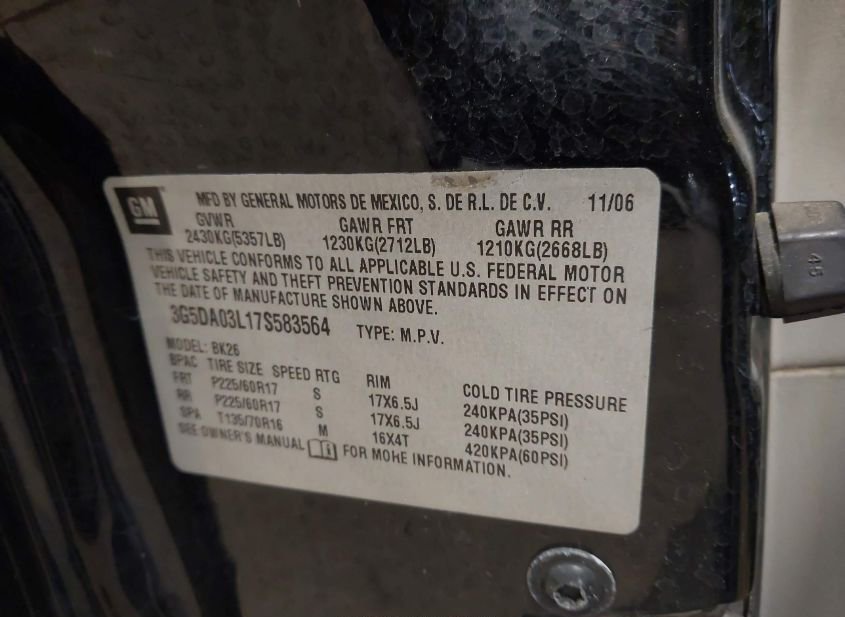 GM
MFD BY GENERAL MOTORS DE MEXICO, S. DE R.L. DE C.V. 11/06
GVWR GAWR FRT GAWR RR
2430KG(5357LB) 1230KG(2712LB) 1210KG(2668LB)
THIS VEHICLE CONFORMS TO ALL APPLICABLE U.S. FEDERAL MOTOR
VEHICLE SAFETY AND THEFT PREVENTION STANDARDS IN EFFECT ON
THE DATE OF MANUFACTURE SHOWN ABOVE.
3G5DA03L17S583564 TYPE: M.P.V.
MODEL: BK26
BPAC TIRE SIZE SPEED RTG RIM COLD TIRE PRESSURE
FRT P225/60R17 S 17X6.5J 240KPA(35PSI)
RR P225/60R17 S 17X6.5J 240KPA(35PSI)
SPA T135/70R16 M 16X4T 420KPA(60PSI)
SEE OWNER'S MANUAL FOR MORE INFORMATION.
45